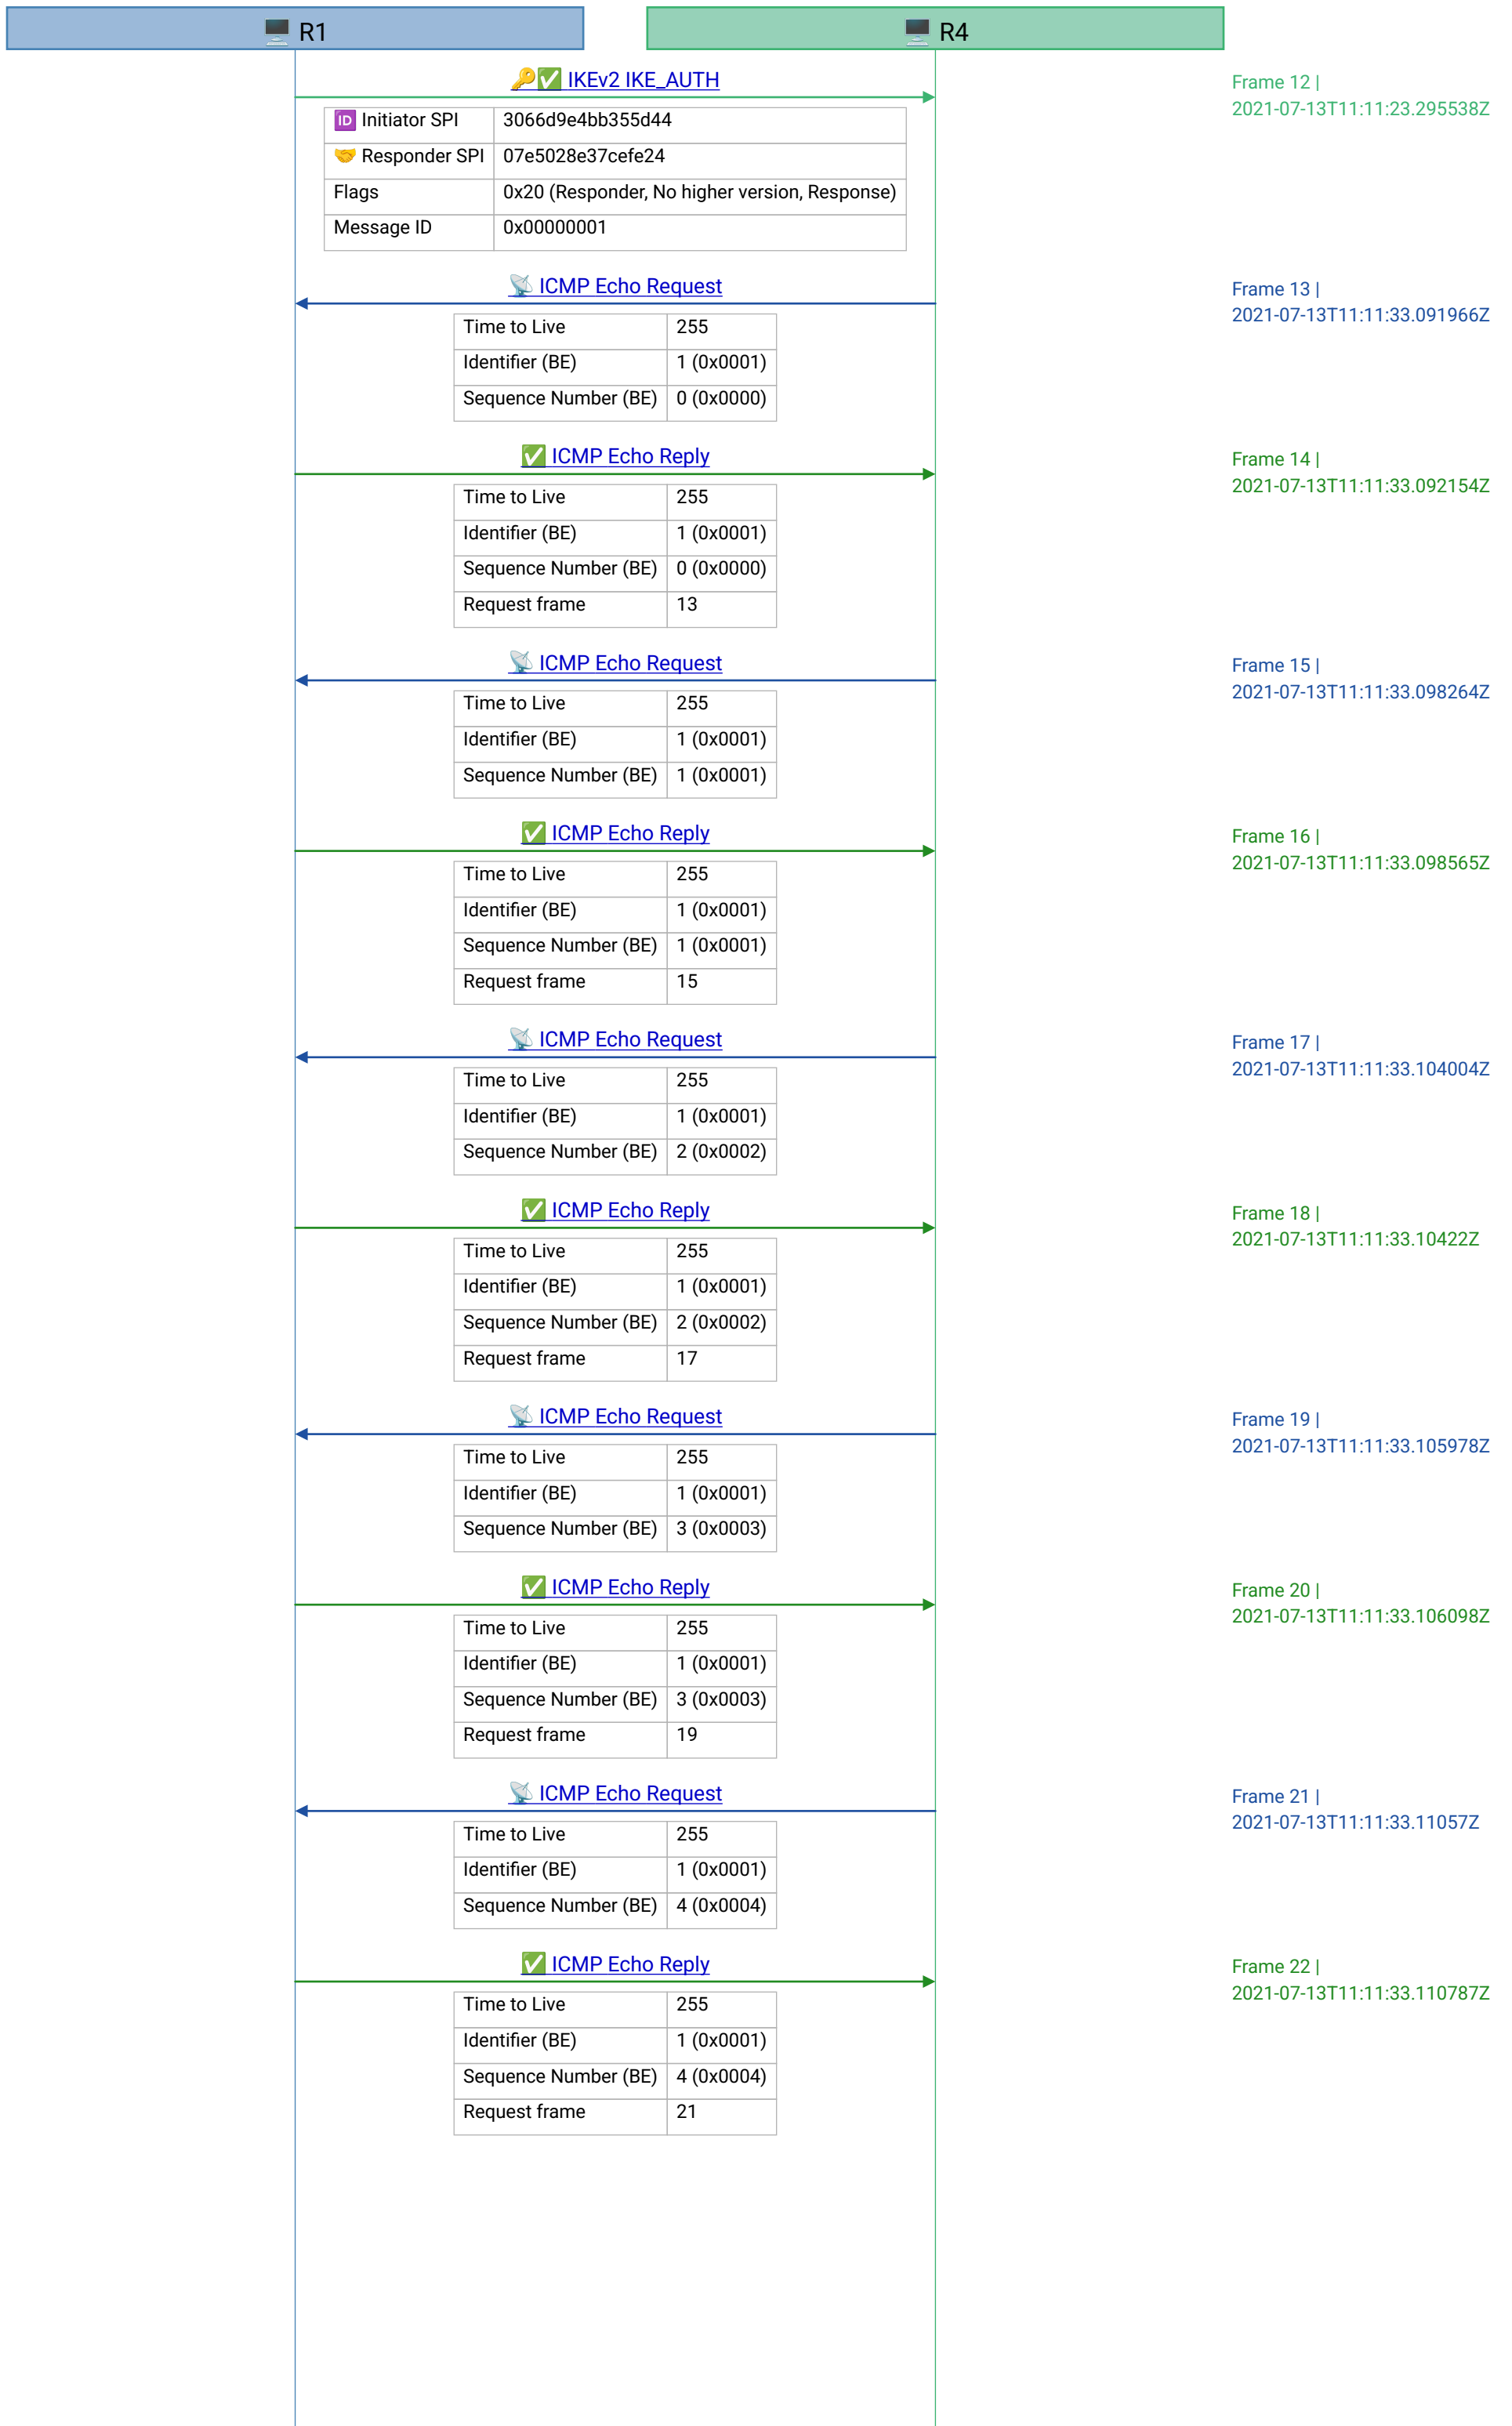 🖥️ R1
🖥️ R4
🔑✅ IKEv2 IKE_AUTH
Frame 12 |
2021-07-13T11:11:23.295538Z
🆔 Initiator SPI 3066d9e4bb355d44
🤝 Responder SPI 07e5028e37cefe24
Flags 0x20 (Responder, No higher version, Response)
Message ID 0x00000001
📡 ICMP Echo Request
Frame 13 |
2021-07-13T11:11:33.091966Z
Time to Live 255
Identifier (BE) 1 (0x0001)
Sequence Number (BE) 0 (0x0000)
✅ ICMP Echo Reply
Frame 14 |
2021-07-13T11:11:33.092154Z
Time to Live 255
Identifier (BE) 1 (0x0001)
Sequence Number (BE) 0 (0x0000)
Request frame 13
📡 ICMP Echo Request
Frame 15 |
2021-07-13T11:11:33.098264Z
Time to Live 255
Identifier (BE) 1 (0x0001)
Sequence Number (BE) 1 (0x0001)
✅ ICMP Echo Reply
Frame 16 |
2021-07-13T11:11:33.098565Z
Time to Live 255
Identifier (BE) 1 (0x0001)
Sequence Number (BE) 1 (0x0001)
Request frame 15
📡 ICMP Echo Request
Frame 17 |
2021-07-13T11:11:33.104004Z
Time to Live 255
Identifier (BE) 1 (0x0001)
Sequence Number (BE) 2 (0x0002)
✅ ICMP Echo Reply
Frame 18 |
2021-07-13T11:11:33.10422Z
Time to Live 255
Identifier (BE) 1 (0x0001)
Sequence Number (BE) 2 (0x0002)
Request frame 17
📡 ICMP Echo Request
Frame 19 |
2021-07-13T11:11:33.105978Z
Time to Live 255
Identifier (BE) 1 (0x0001)
Sequence Number (BE) 3 (0x0003)
✅ ICMP Echo Reply
Frame 20 |
2021-07-13T11:11:33.106098Z
Time to Live 255
Identifier (BE) 1 (0x0001)
Sequence Number (BE) 3 (0x0003)
Request frame 19
📡 ICMP Echo Request
Frame 21 |
2021-07-13T11:11:33.11057Z
Time to Live 255
Identifier (BE) 1 (0x0001)
Sequence Number (BE) 4 (0x0004)
✅ ICMP Echo Reply
Frame 22 |
2021-07-13T11:11:33.110787Z
Time to Live 255
Identifier (BE) 1 (0x0001)
Sequence Number (BE) 4 (0x0004)
Request frame 21